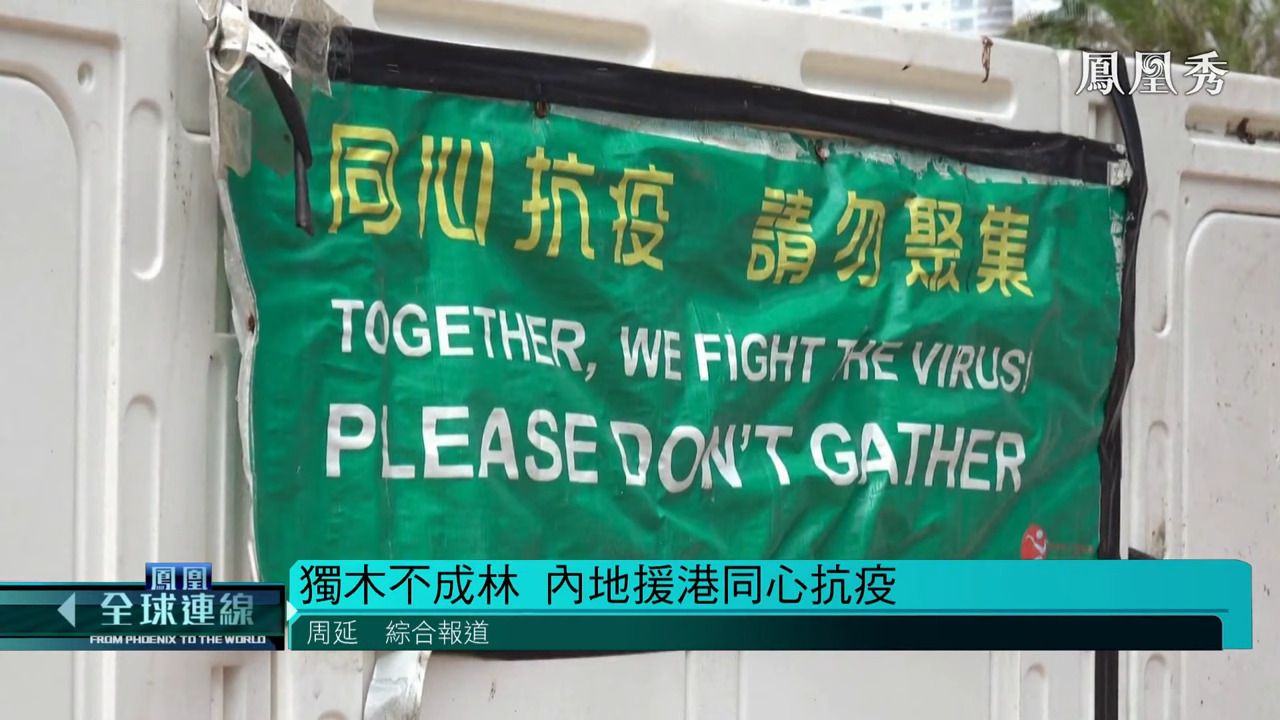 鳳凰秀
同心抗疫 請勿聚集
TOGETHER, WE FIGHT THE VIRUS!
PLEASE DON'T GATHER
鳳凰
全球連線
FROM PHOENIX TO THE WORLD
獨木不成林 內地援港同心抗疫
周延 綜合報道